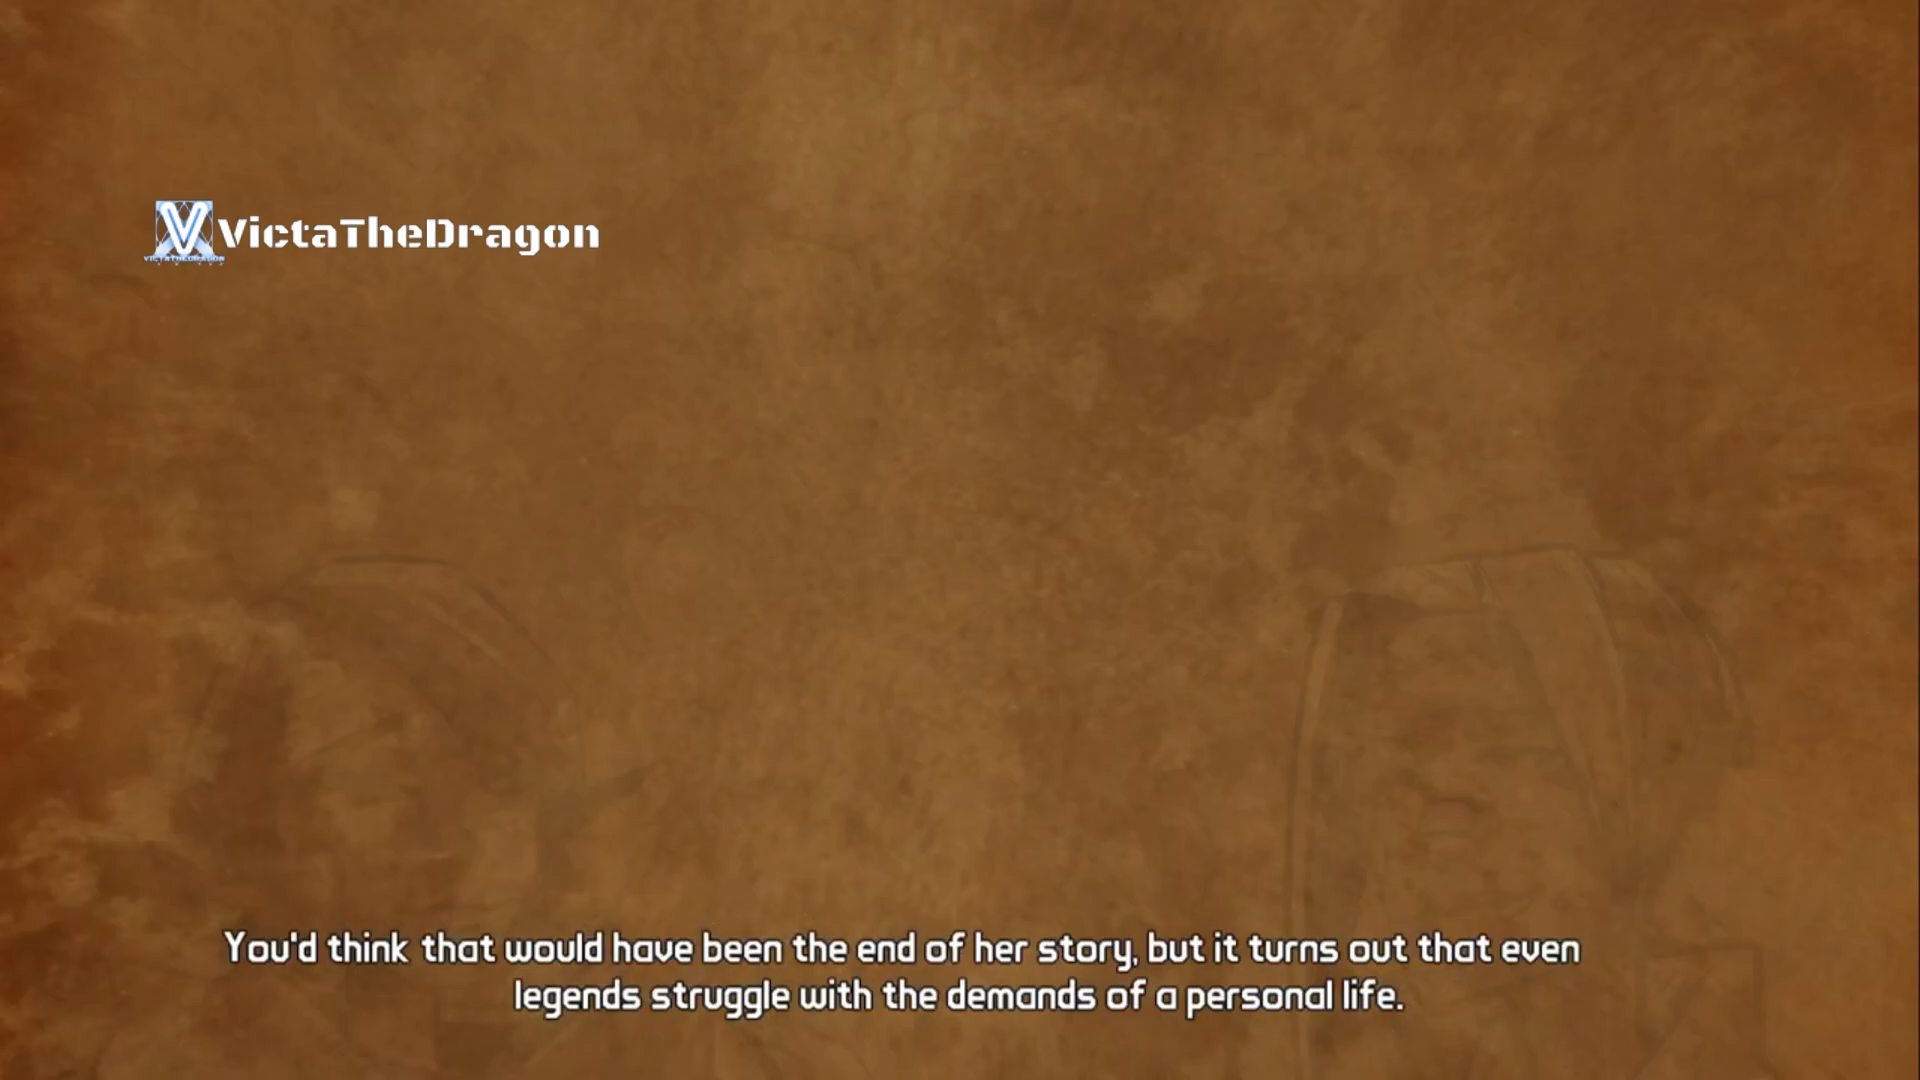 VictaTheDragon
VICTATHEDRAGON
You'd think that would have been the end of her story, but it turns out that even
legends struggle with the demands of a personal life.